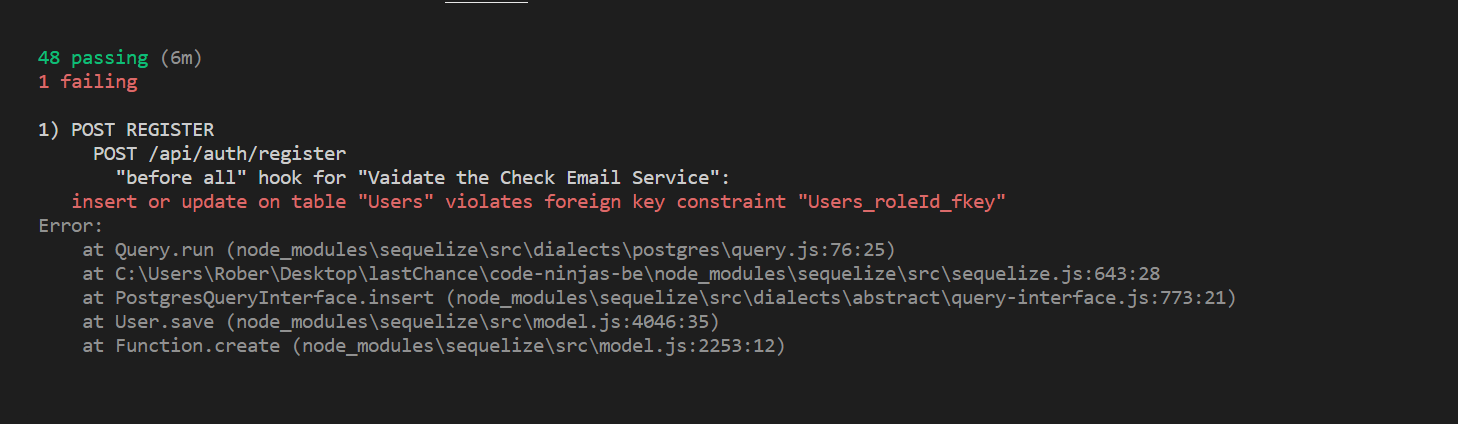 48 passing (6m)
1 failing
1) POST REGISTER
POST /api/auth/register
"before all" hook for "Vaidate the Check Email Service":
insert or update on table "Users" violates foreign key constraint "Users_roleId_fkey"
Error:
at Query.run (node_modules\sequelize\src\dialects\postgres\query.js:76:25)
at C:\Users\Rober\Desktop\lastChance\code-ninjas-be\node_modules\sequelize\src\sequelize.js:643:28
at PostgresQueryInterface.insert (node_modules\sequelize\src\dialects\abstract\query-interface.js:773:21)
at User.save (node_modules\sequelize\src\model.js:4046:35)
at Function.create (node_modules\sequelize\src\model.js:2253:12)